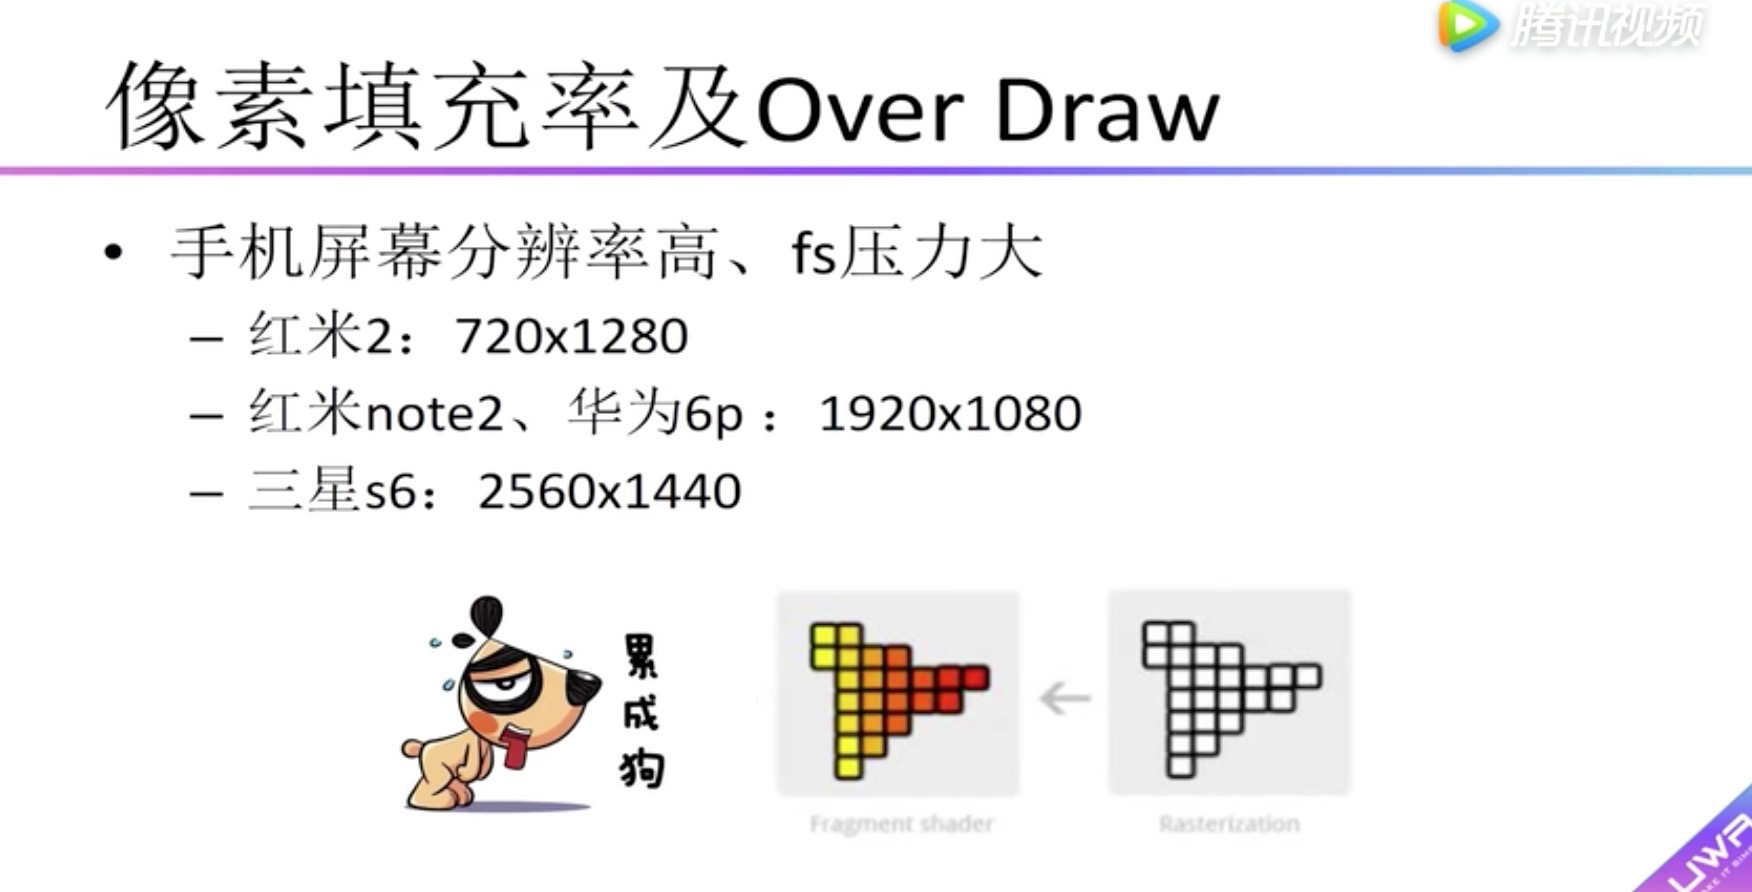 腾讯视频
像素填充率及Over Draw
• 手机屏幕分辨率高、fs压力大
– 红米2： 720x1280
– 红米note2、华为6p ： 1920x1080
– 三星s6： 2560x1440
累成狗
Fragment shader
Rasterization
UWA